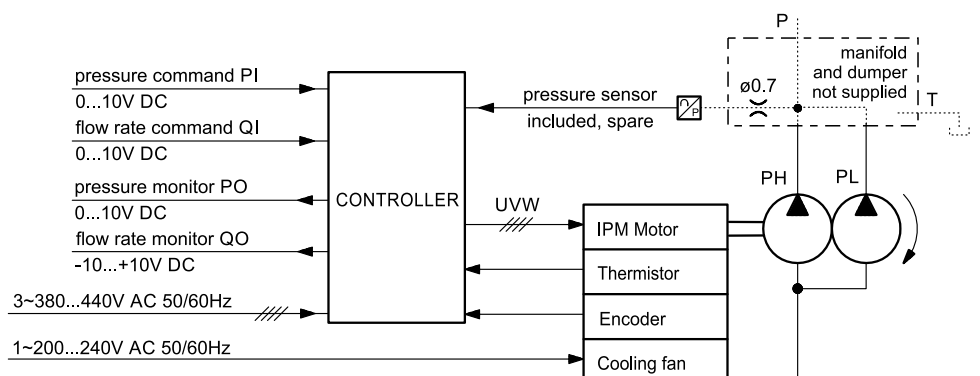 P
manifold
and dumper
not supplied
ø0.7
T
pressure command PI
0...10V DC
flow rate command QI
0...10V DC
pressure monitor PO
0...10V DC
flow rate monitor QO
-10...+10V DC
3~380...440V AC 50/60Hz
1~200...240V AC 50/60Hz
CONTROLLER
pressure sensor
included, spare
P
UVW
IPM Motor
Thermistor
Encoder
Cooling fan
PH
PL